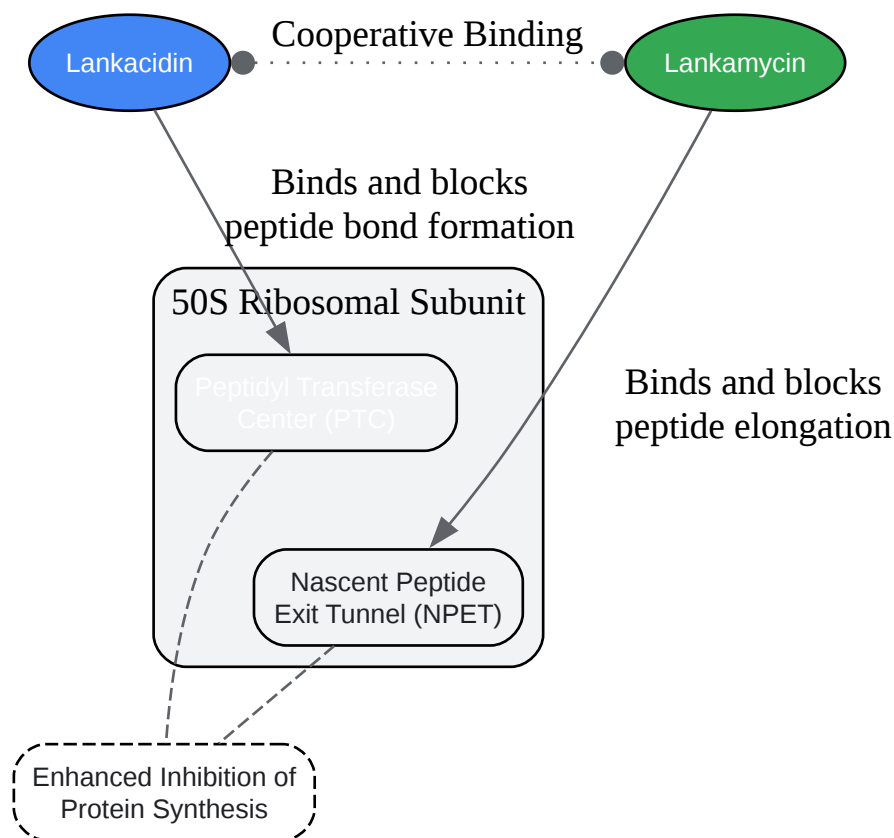 Cooperative Binding
Lankacidin
Lankamycin
Binds and blocks
peptide bond formation
50S Ribosomal Subunit
Peptidyl Transferase
Center (PTC)
Binds and blocks
peptide elongation
Nascent Peptide
Exit Tunnel (NPET)
Enhanced Inhibition of
Protein Synthesis